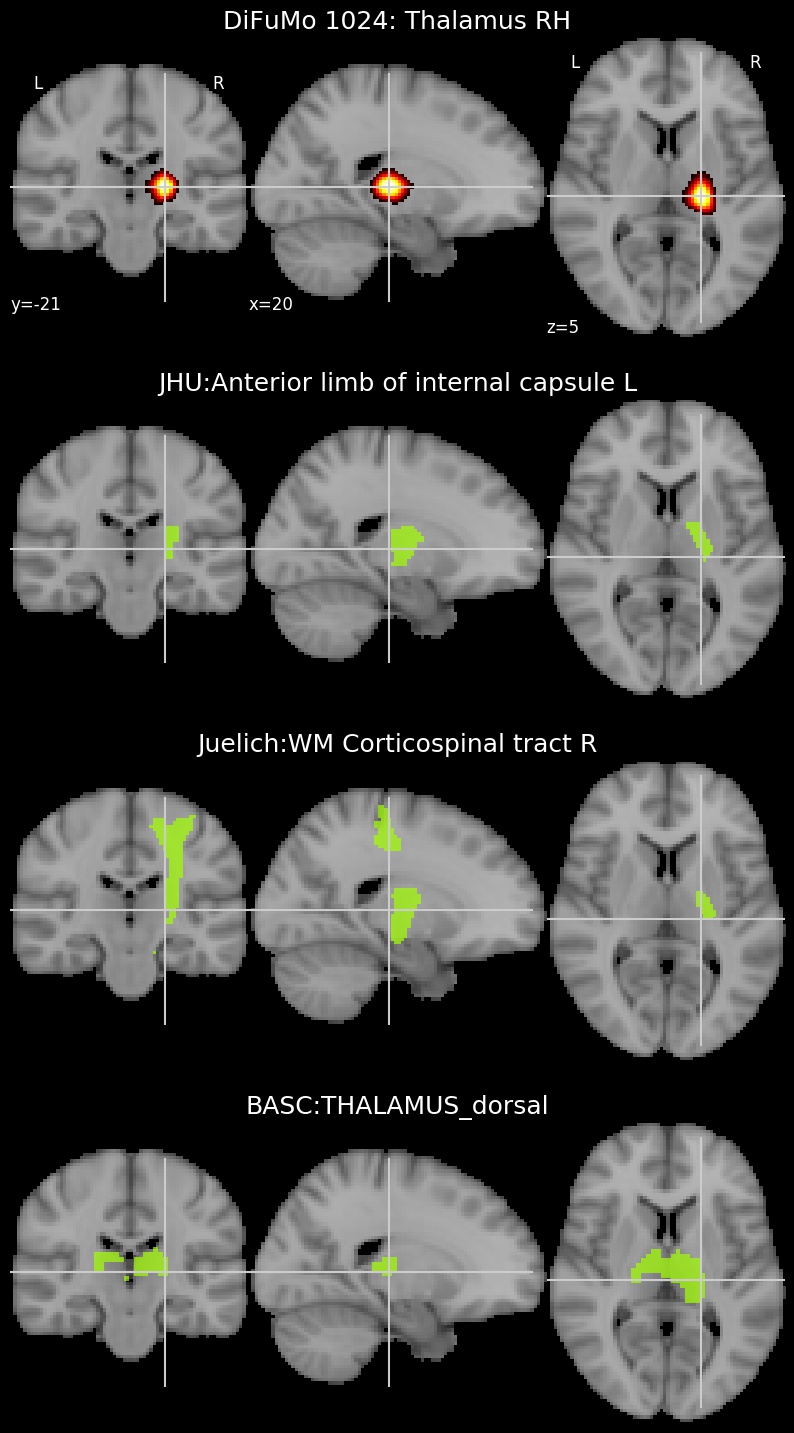 DiFuMo 1024: Thalamus RH
L R L R
y=-21 x=20 z=5
JHU:Anterior limb of internal capsule L
Juelich:WM Corticospinal tract R
BASC:THALAMUS_dorsal